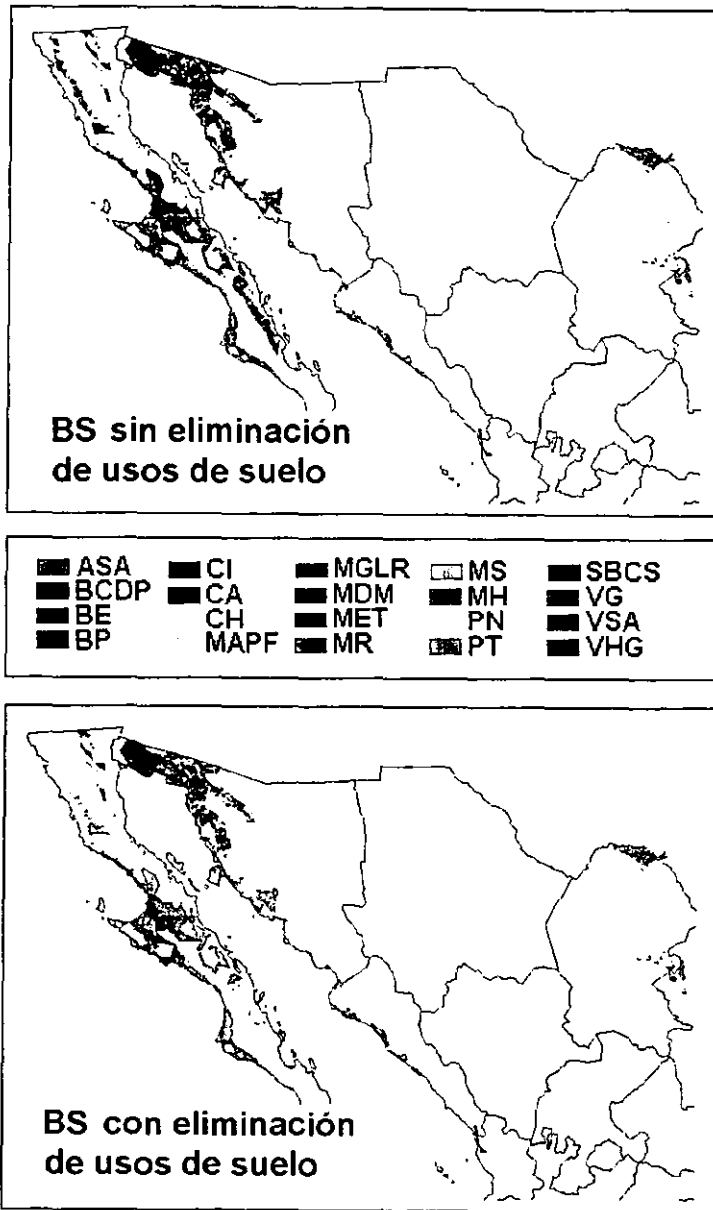 BS sin eliminación
de usos de suelo
ASA CI MGLR MS SBCS
BCDP CA MDM MH VG
BE CH MET PN VSA
BP MAPF MR PT VHG
BS con eliminación
de usos de suelo